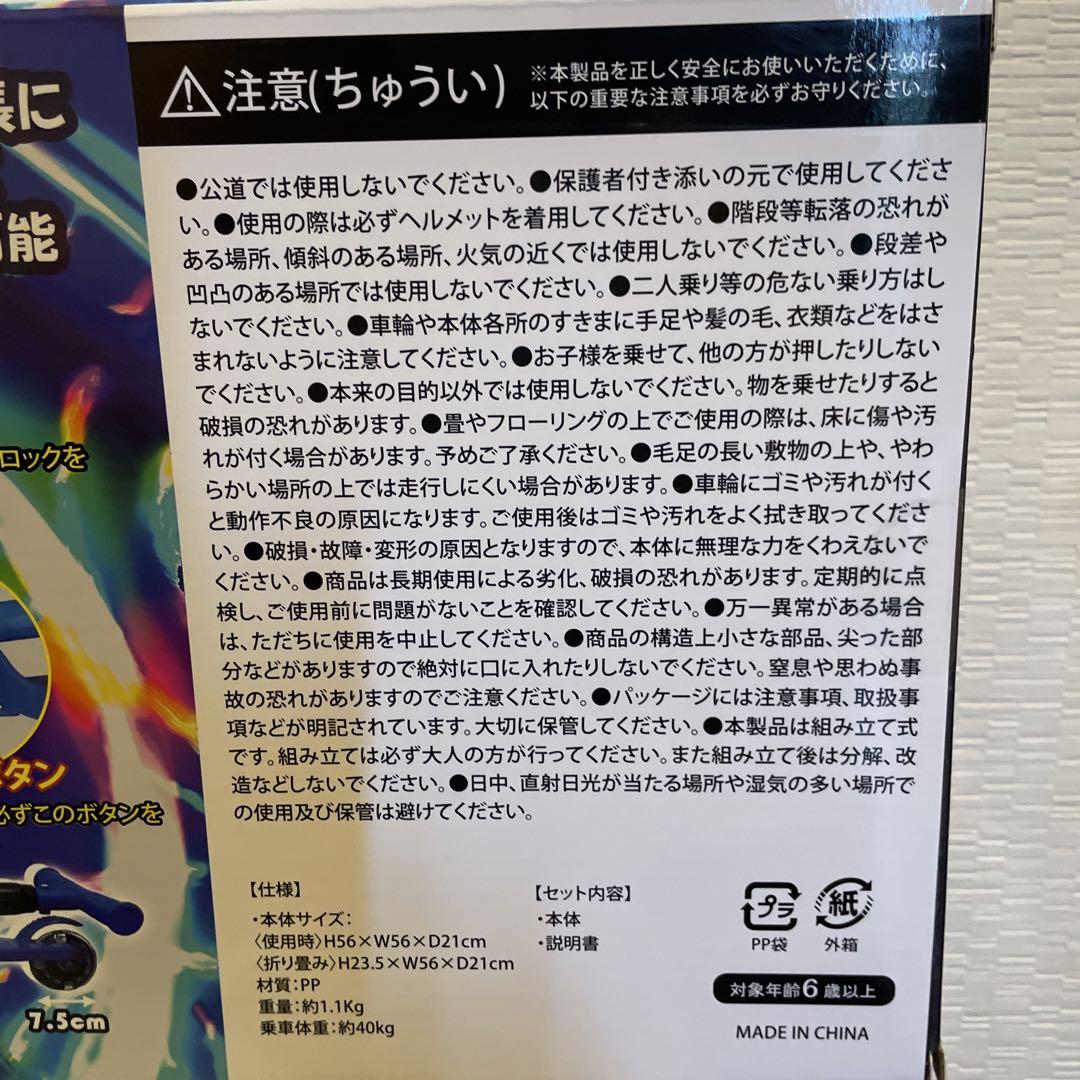 に
能
ロックを
ボタン
必ずこのボタンを
7.5cm
注意(ちゅうい)
※本製品を正しく安全にお使いいただくために、
以下の重要な注意事項を必ずお守りください。
●公道では使用しないでください。●保護者付き添いの元で使用してくださ
い。●使用の際は必ずヘルメットを着用してください。●階段等転落の恐れが
ある場所、傾斜のある場所、火気の近くでは使用しないでください。●段差や
凹凸のある場所では使用しないでください。●二人乗り等の危ない乗り方はし
ないでください。●車輪や本体各所のすきまに手足や髪の毛、衣類などをはさ
まれないように注意してください。●お子様を乗せて、他の方が押したりしない
でください。●本来の目的以外では使用しないでください。物を乗せたりすると
破損の恐れがあります。●畳やフローリングの上でご使用の際は、床に傷や汚
れが付く場合があります。予めご了承ください。●毛足の長い敷物の上や、やわ
らかい場所の上では走行しにくい場合があります。●車輪にゴミや汚れが付く
と動作不良の原因になります。ご使用後はゴミや汚れをよく拭き取ってくださ
い。●破損・故障・変形の原因となりますので、本体に無理な力をくわえないで
ください。●商品は長期使用による劣化、破損の恐れがあります。定期的に点
検し、ご使用前に問題がないことを確認してください。●万一異常がある場合
は、ただちに使用を中止してください。●商品の構造上小さな部品、尖った部
分などがありますので絶対に口に入れたりしないでください。窒息や思わぬ事
故の恐れがありますのでご注意ください。●パッケージには注意事項、取扱事
項などが明記されています。大切に保管してください。●本製品は組み立て式
です。組み立ては必ず大人の方が行ってください。また組み立て後は分解、改
造などしないでください。●日中、直射日光が当たる場所や湿気の多い場所で
の使用及び保管は避けてください。
【仕様】
・本体サイズ:
〈使用時〉H56×W56×D21cm
〈折り畳み〉H23.5×W56×D21cm
材質:PP
重量:約1.1Kg
乗車体重:約40kg
【セット内容】
・本体
・説明書
プラ
PP袋
紙
外箱
対象年齢6歳以上
MADE IN CHINA